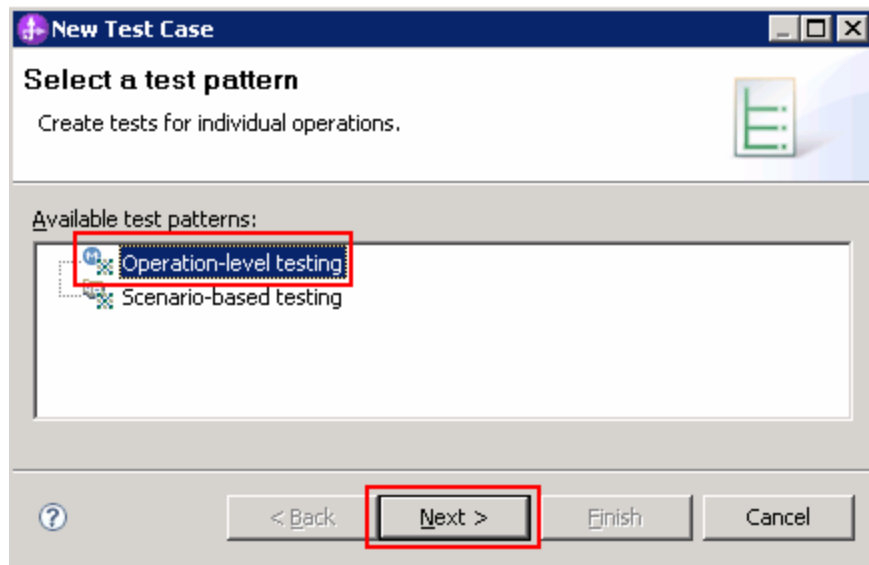 New Test Case
Select a test pattern
Create tests for individual operations.
Available test patterns:
Operation-level testing
Scenario-based testing
< Back Next > Finish Cancel